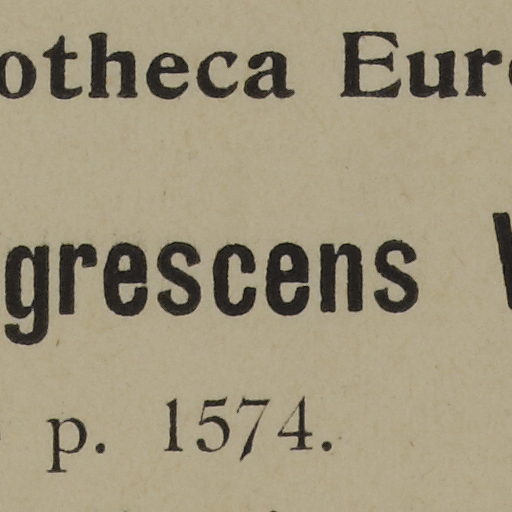 otheca Eur
grescens
p. 1574.